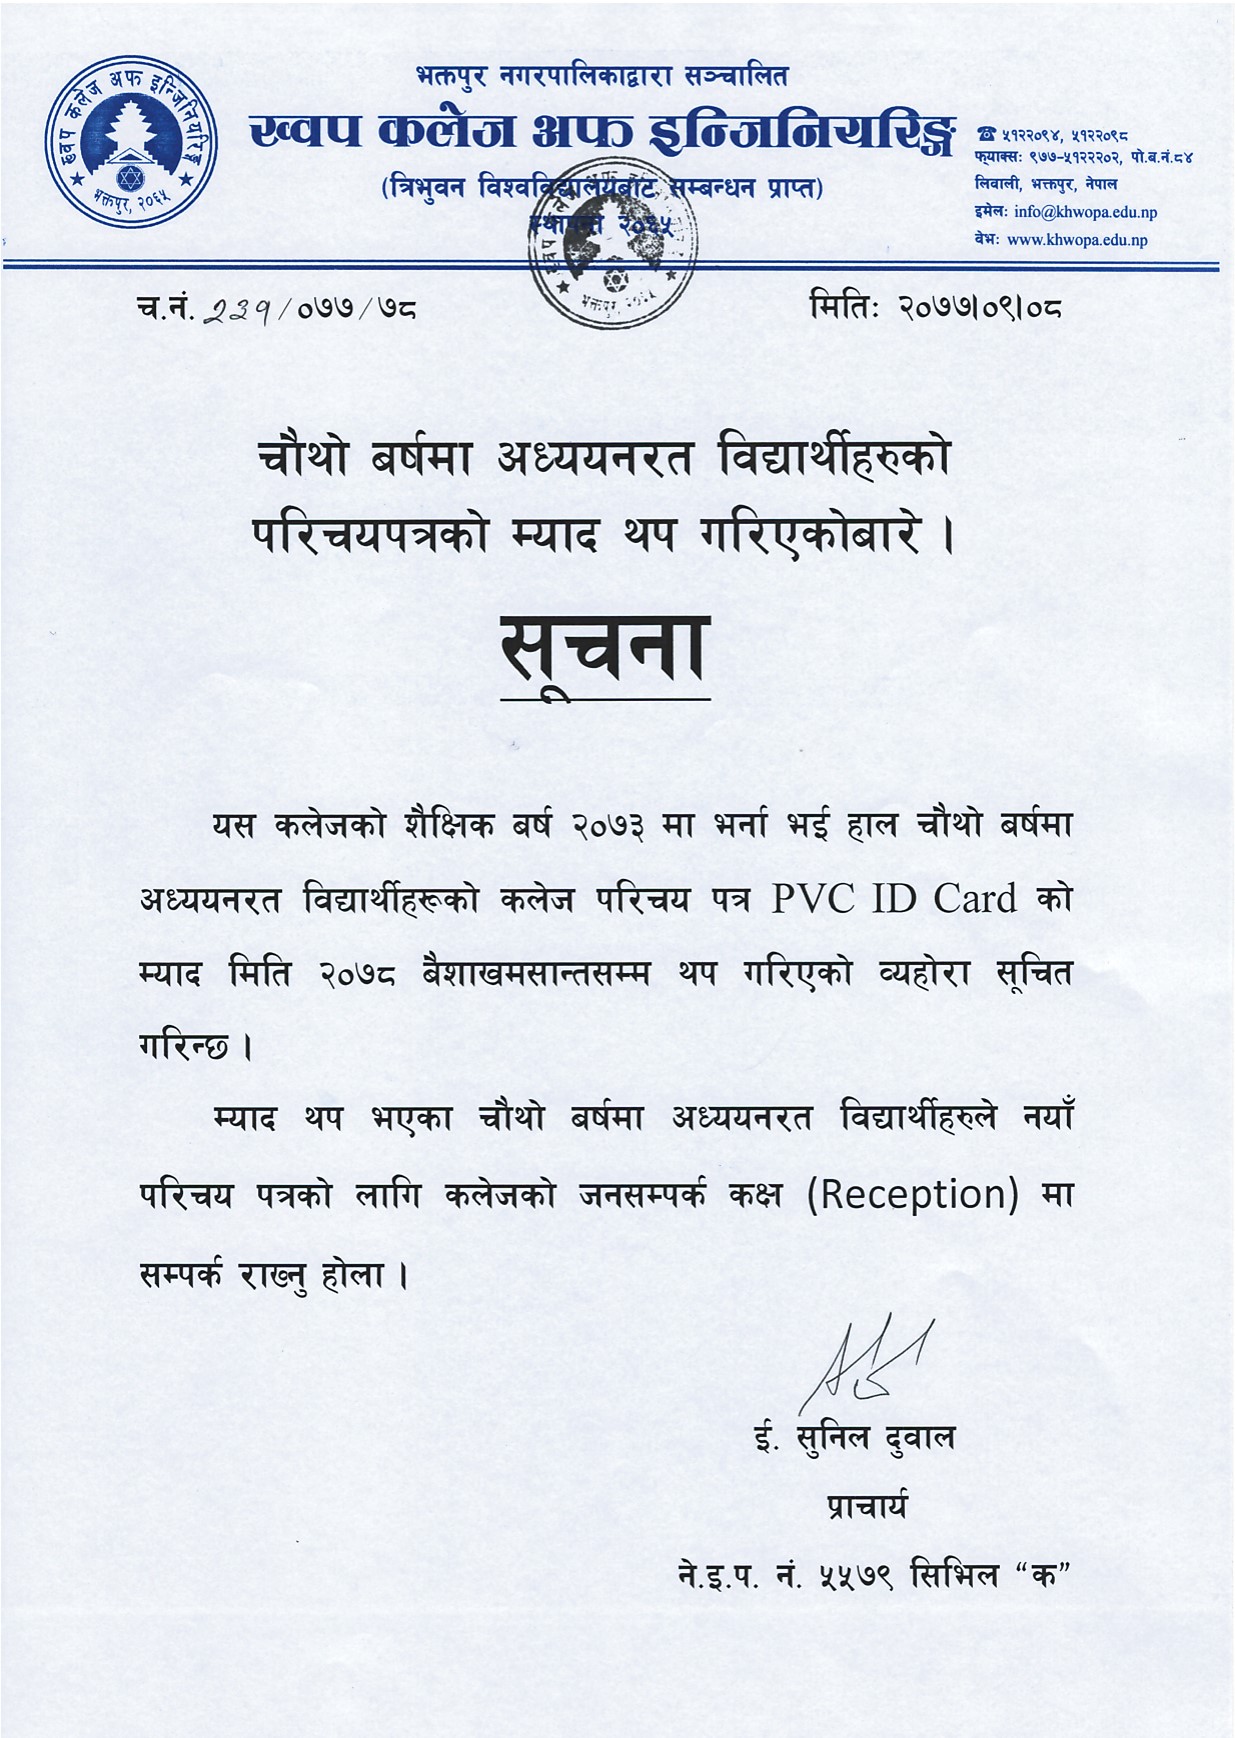 ख्वप कलेज अफ इन्जिनियरिङ्ग
भक्तपुर, २०६५
भक्तपुर नगरपालिकाद्वारा सञ्चालित
ख्वप कलेज अफ इन्जिनियरिङ्ग
(त्रिभुवन विश्वविद्यालयबाट सम्बन्धन प्राप्त)
स्थापना २०६५
☎ ५१२२०९४, ५१२२०९८
फ्याक्सः ९७७-५१२२२०२, पो.ब.नं.८४
लिवाली, भक्तपुर, नेपाल
इमेलः info@khwopa.edu.np
वेभः www.khwopa.edu.np
च.नं. २३१/०७७/७८
मितिः २०७७।०९।०८
चौथो बर्षमा अध्ययनरत विद्यार्थीहरुको
परिचयपत्रको म्याद थप गरिएकोबारे ।
सूचना
यस कलेजको शैक्षिक बर्ष २०७३ मा भर्ना भई हाल चौथो बर्षमा
अध्ययनरत विद्यार्थीहरूको कलेज परिचय पत्र PVC ID Card को
म्याद मिति २०७८ बैशाखमसान्तसम्म थप गरिएको व्यहोरा सूचित
गरिन्छ ।
म्याद थप भएका चौथो बर्षमा अध्ययनरत विद्यार्थीहरुले नयाँ
परिचय पत्रको लागि कलेजको जनसम्पर्क कक्ष (Reception) मा
सम्पर्क राख्नु होला ।
ई. सुनिल दुवाल
प्राचार्य
ने.इ.प. नं. ५५७९ सिभिल “क”